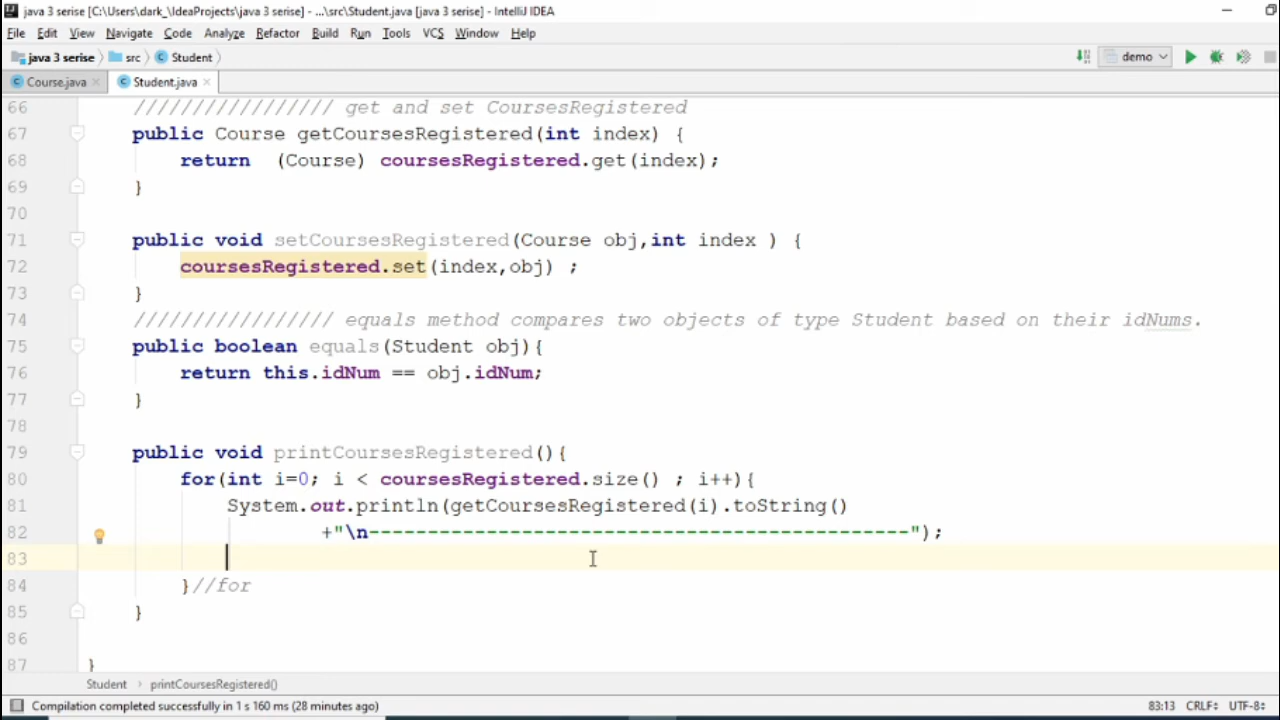 java 3 serise [C:\Users\dark_\IdeaProjects\java 3 serise] - ...\src\Student.java [java 3 serise] - IntelliJ IDEA
File Edit View Navigate Code Analyze Refactor Build Run Tools VCS Window Help
java 3 serise src Student demo
Course.java Student.java
66 ///////////////// get and set CoursesRegistered
67 public Course getCoursesRegistered(int index) {
68 return (Course) coursesRegistered.get(index);
69 }
70
71 public void setCoursesRegistered(Course obj,int index ) {
72 coursesRegistered.set(index,obj) ;
73 }
74 ///////////////// equals method compares two objects of type Student based on their idNums.
75 public boolean equals(Student obj){
76 return this.idNum == obj.idNum;
77 }
78
79 public void printCoursesRegistered(){
80 for(int i=0; i < coursesRegistered.size() ; i++){
81 System.out.println(getCoursesRegistered(i).toString()
82 +"\n----------------------------------------------");
83
84 }//for
85 }
86
87 }
Student printCoursesRegistered()
Compilation completed successfully in 1 s 160 ms (28 minutes ago) 83:13 CRLF÷ UTF-8÷